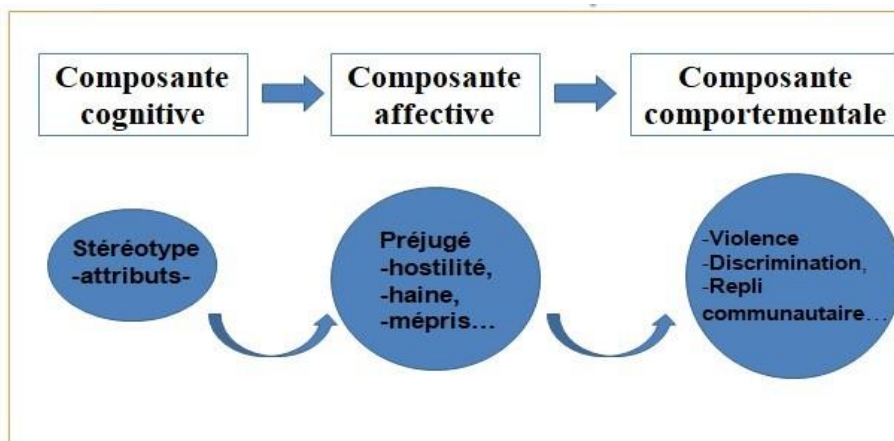 Composante
cognitive
Composante
affective
Composante
comportementale
Stéréotype
-attributs-
Préjugé
-hostilité,
-haine,
-mépris...
-Violence
-Discrimination,
-Repli
communautaire...